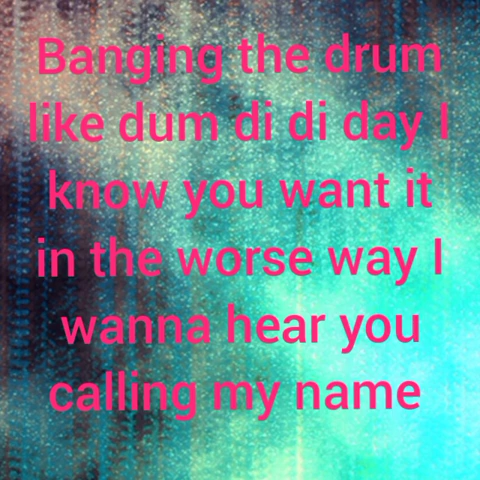 Banging the drum
like dum di di day I
know you want it
in the worse way I
wanna hear you
calling my name